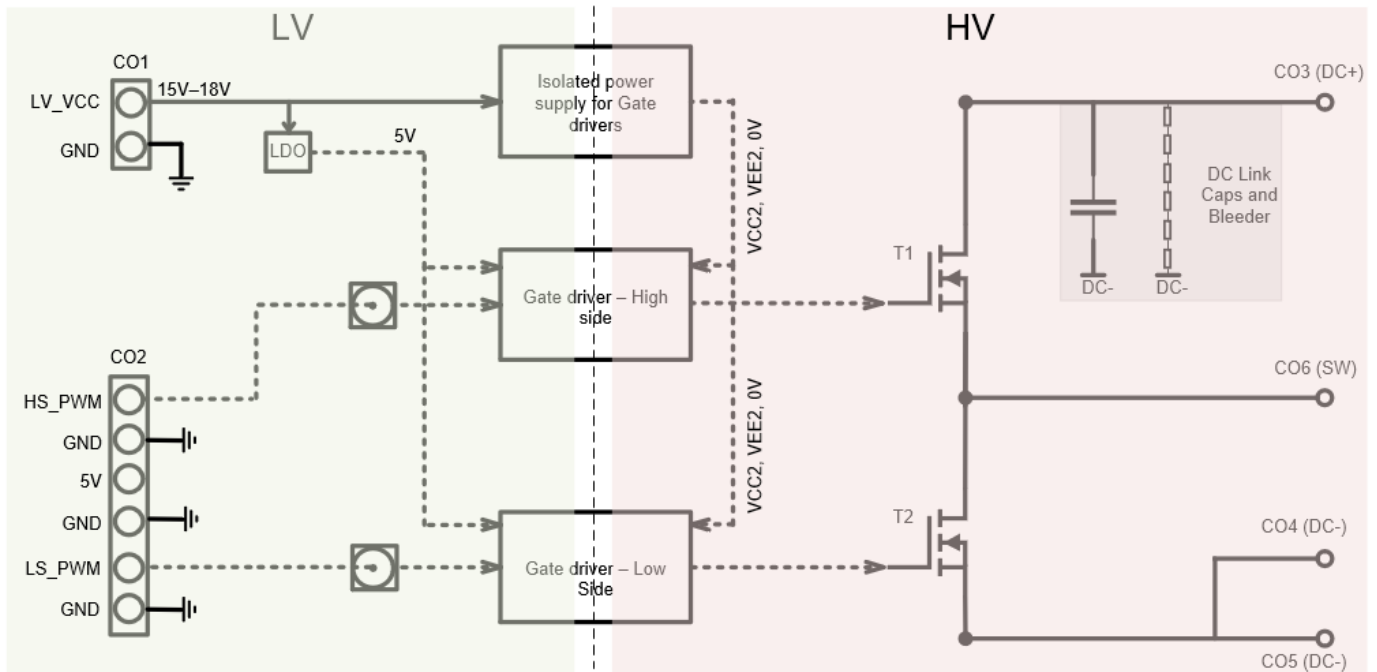 LV
HV
CO1
LV_VCC
15V–18V
GND
LDO
5V
Isolated power
supply for Gate
drivers
VCC2, VEE2, 0V
CO3 (DC+)
DC Link
Caps and
Bleeder
DC-
DC-
T1
Gate driver – High
side
CO2
HS_PWM
GND
5V
GND
LS_PWM
GND
VCC2, VEE2, 0V
CO6 (SW)
T2
Gate driver – Low
Side
CO4 (DC-)
CO5 (DC-)